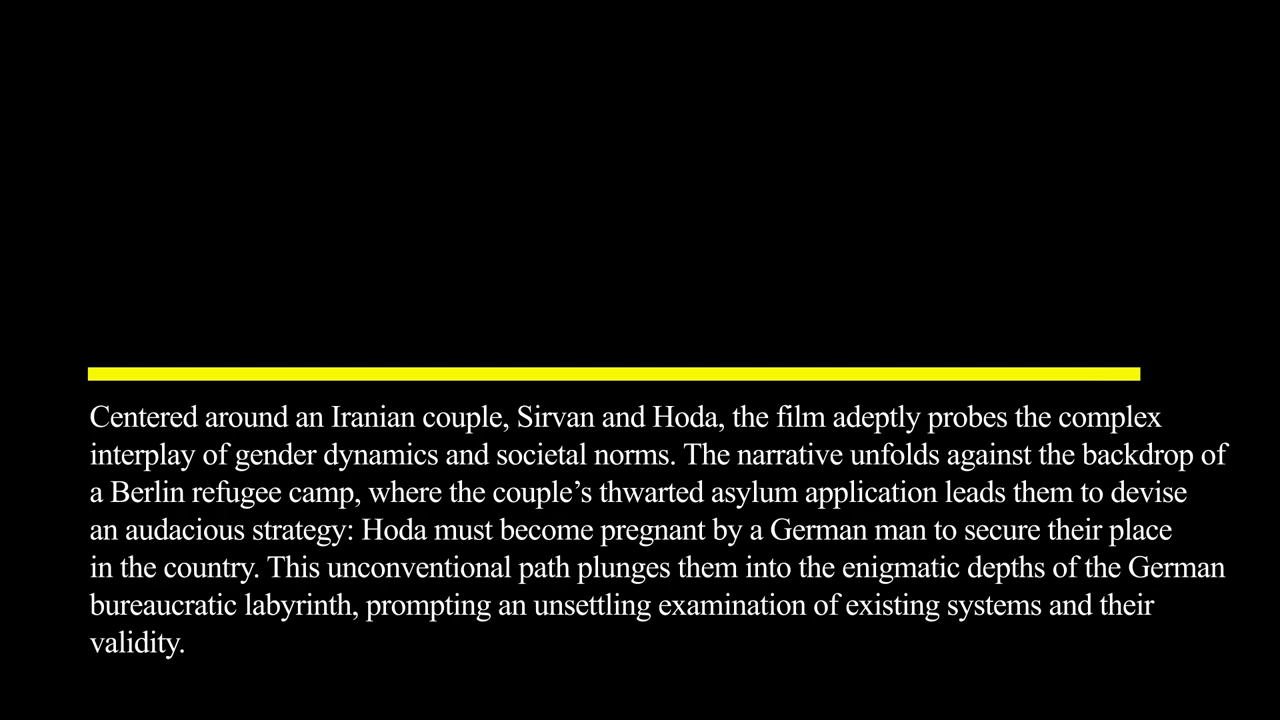 Centered around an Iranian couple, Sirvan and Hoda, the film adeptly probes the complex
interplay of gender dynamics and societal norms. The narrative unfolds against the backdrop of
a Berlin refugee camp, where the couple’s thwarted asylum application leads them to devise
an audacious strategy: Hoda must become pregnant by a German man to secure their place
in the country. This unconventional path plunges them into the enigmatic depths of the German
bureaucratic labyrinth, prompting an unsettling examination of existing systems and their
validity.